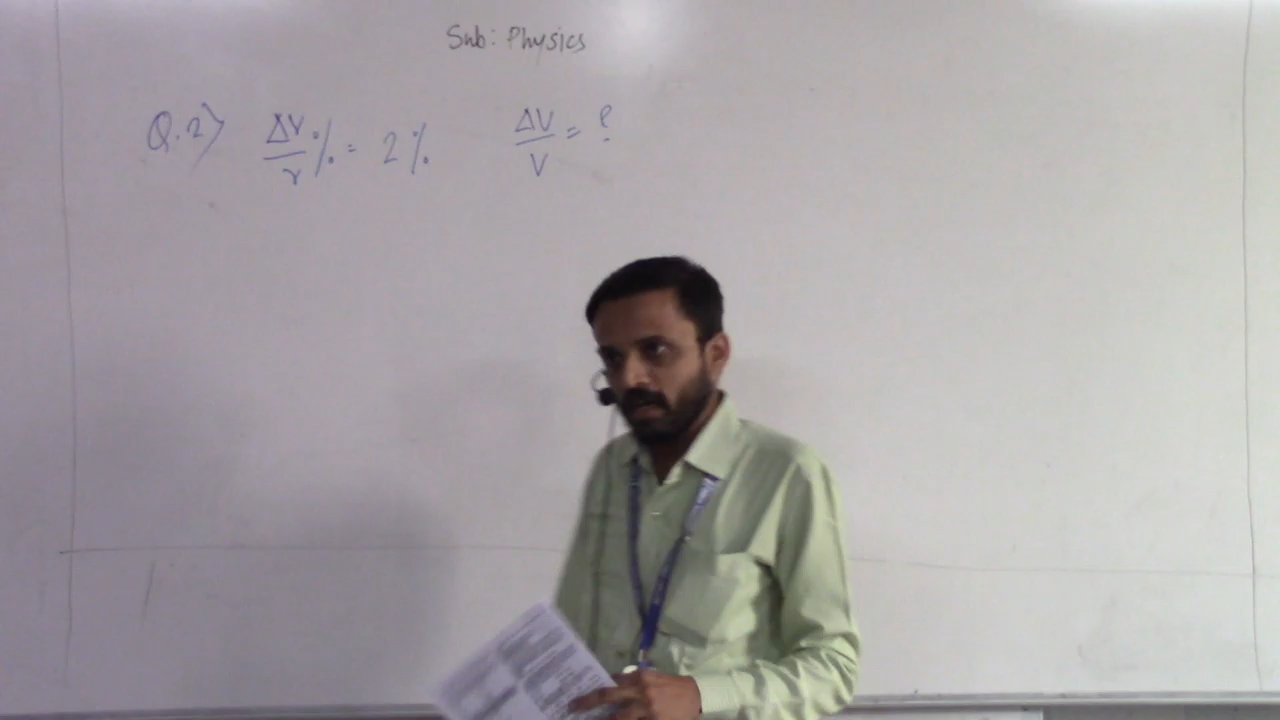 Sub: Physics
Q.2) Δr/r % = 2% ΔV/V = ?